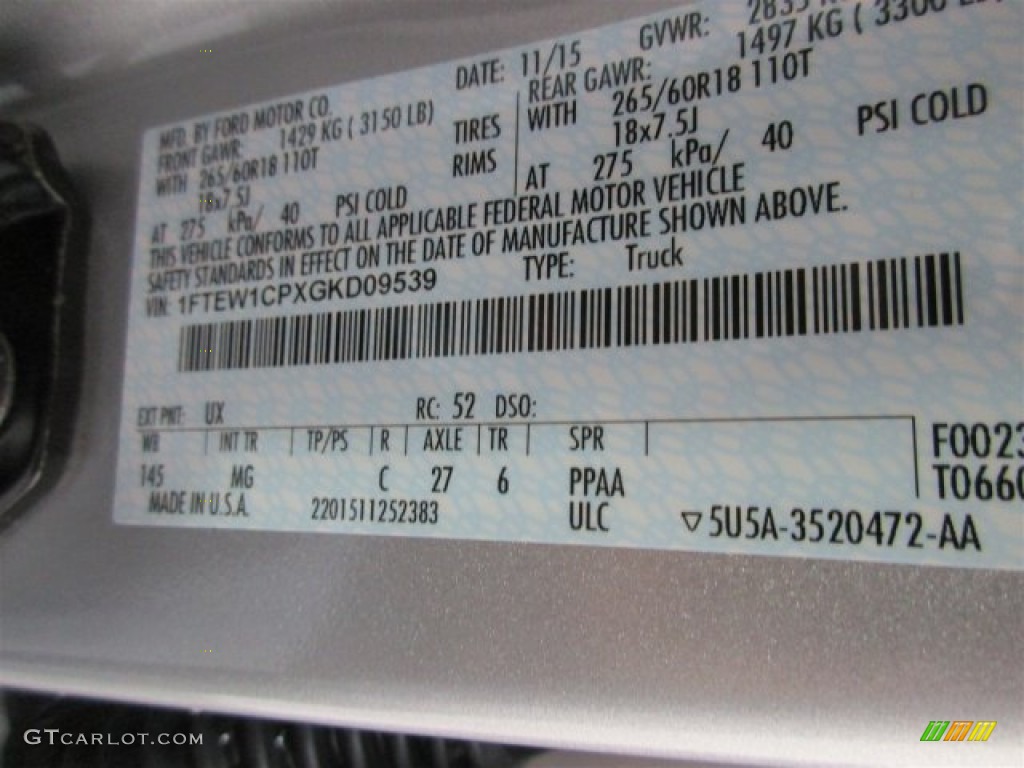 MFD. BY FORD MOTOR CO. DATE: 11/15 GVWR:
FRONT GAWR: 1429 KG ( 3150 LB) REAR GAWR: 1497 KG ( 3300
WITH 265/60R18 110T TIRES WITH 265/60R18 110T
18x7.5J RIMS 18x7.5J
AT 275 kPa/ 40 PSI COLD AT 275 kPa/ 40 PSI COLD
THIS VEHICLE CONFORMS TO ALL APPLICABLE FEDERAL MOTOR VEHICLE
SAFETY STANDARDS IN EFFECT ON THE DATE OF MANUFACTURE SHOWN ABOVE.
VIN: 1FTEW1CPXGKD09539 TYPE: Truck
EXT PNT: UX RC: 52 DSO:
WB INT TR TP/PS R AXLE TR SPR
145 MG C 27 6 PPAA
F0023
T0660
MADE IN U.S.A. 2201511252383 ULC ▽5U5A-3520472-AA
GTCARLOT.COM